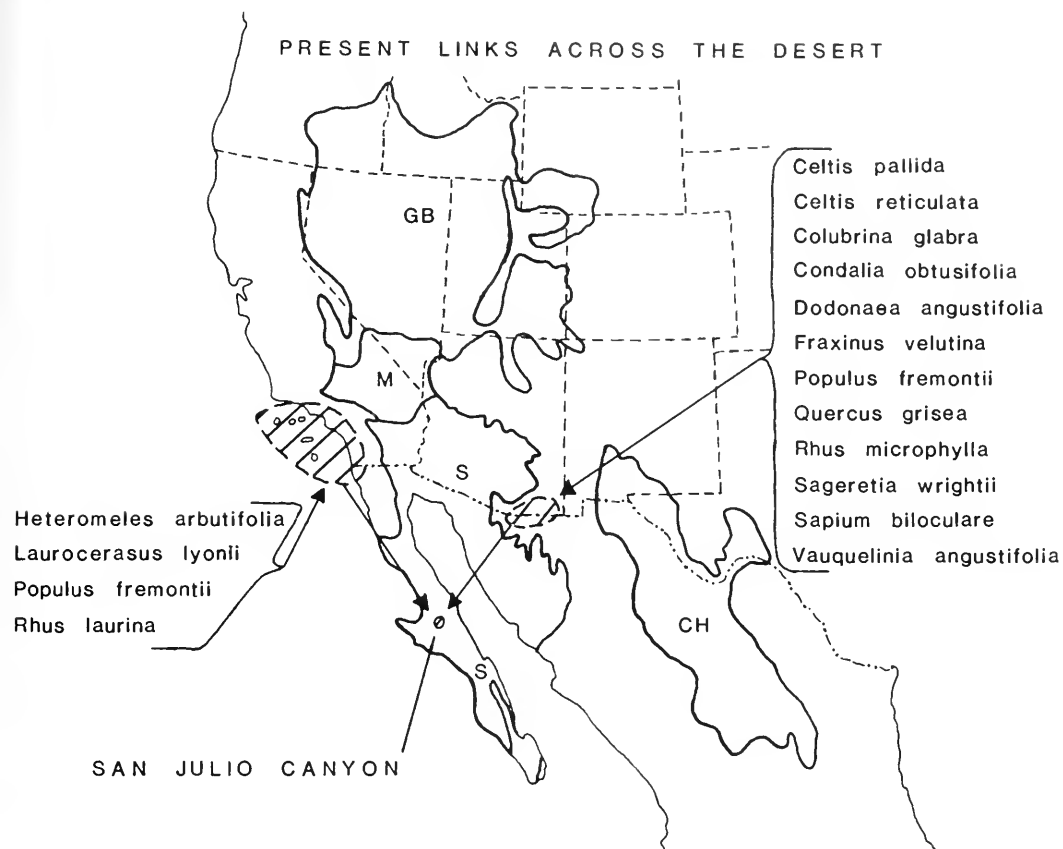 PRESENT LINKS ACROSS THE DESERT
Celtis pallida
Celtis reticulata
Colubrina glabra
Condalia obtusifolia
Dodonaea angustifolia
Fraxinus velutina
Populus fremontii
Quercus grisea
Rhus microphylla
Sageretia wrightii
Sapium biloculare
Vauquelinia angustifolia
GB
M
S
Heteromeles arbutifolia
Laurocerasus lyonii
Populus fremontii
Rhus laurina
CH
S
SAN JULIO CANYON